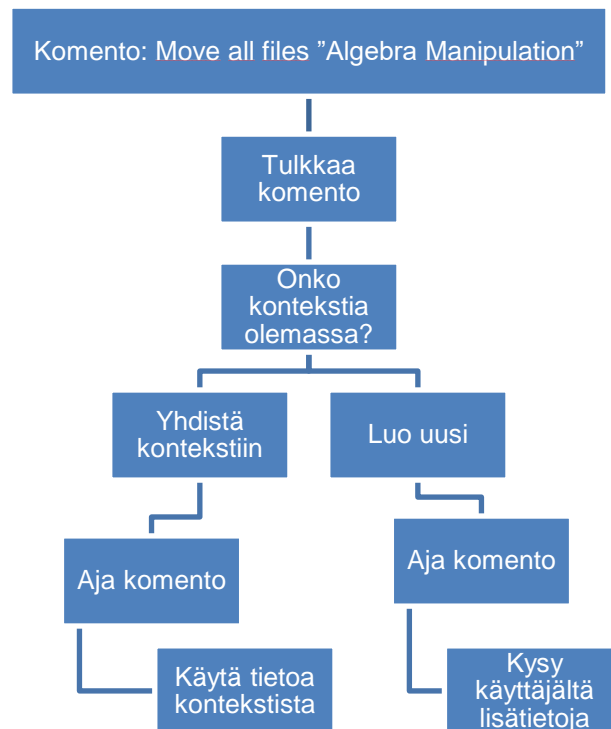 Komento: Move all files ”Algebra Manipulation”
Tulkkaa
komento
Onko
kontekstia
olemassa?
Yhdistä
kontekstiin
Luo uusi
Aja komento
Aja komento
Käytä tietoa
kontekstista
Kysy
käyttäjältä
lisätietoja